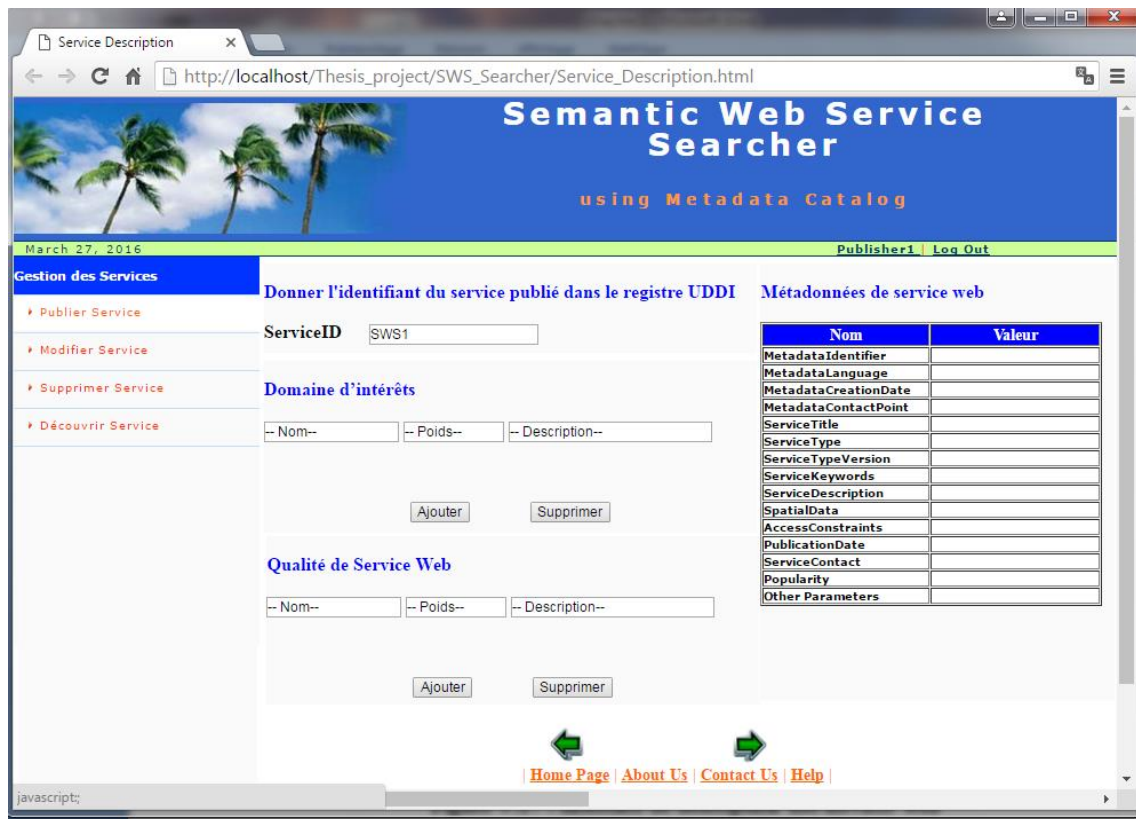 Service Description
http://localhost/Thesis_project/SWS_Searcher/Service_Description.html
Semantic Web Service
Searcher
using Metadata Catalog
March 27, 2016
Publisher1 | Log Out
Gestion des Services
Publier Service
Modifier Service
Supprimer Service
Découvrir Service
Donner l'identifiant du service publié dans le registre UDDI
ServiceID SWS1
Domaine d’intérêts
-- Nom-- -- Poids-- -- Description--
Ajouter Supprimer
Qualité de Service Web
-- Nom-- -- Poids-- -- Description--
Ajouter Supprimer
Métadonnées de service web
Nom Valeur
MetadataIdentifier
MetadataLanguage
MetadataCreationDate
MetadataContactPoint
ServiceTitle
ServiceType
ServiceTypeVersion
ServiceKeywords
ServiceDescription
SpatialData
AccessConstraints
PublicationDate
ServiceContact
Popularity
Other Parameters
| Home Page | About Us | Contact Us | Help |
javascript:;